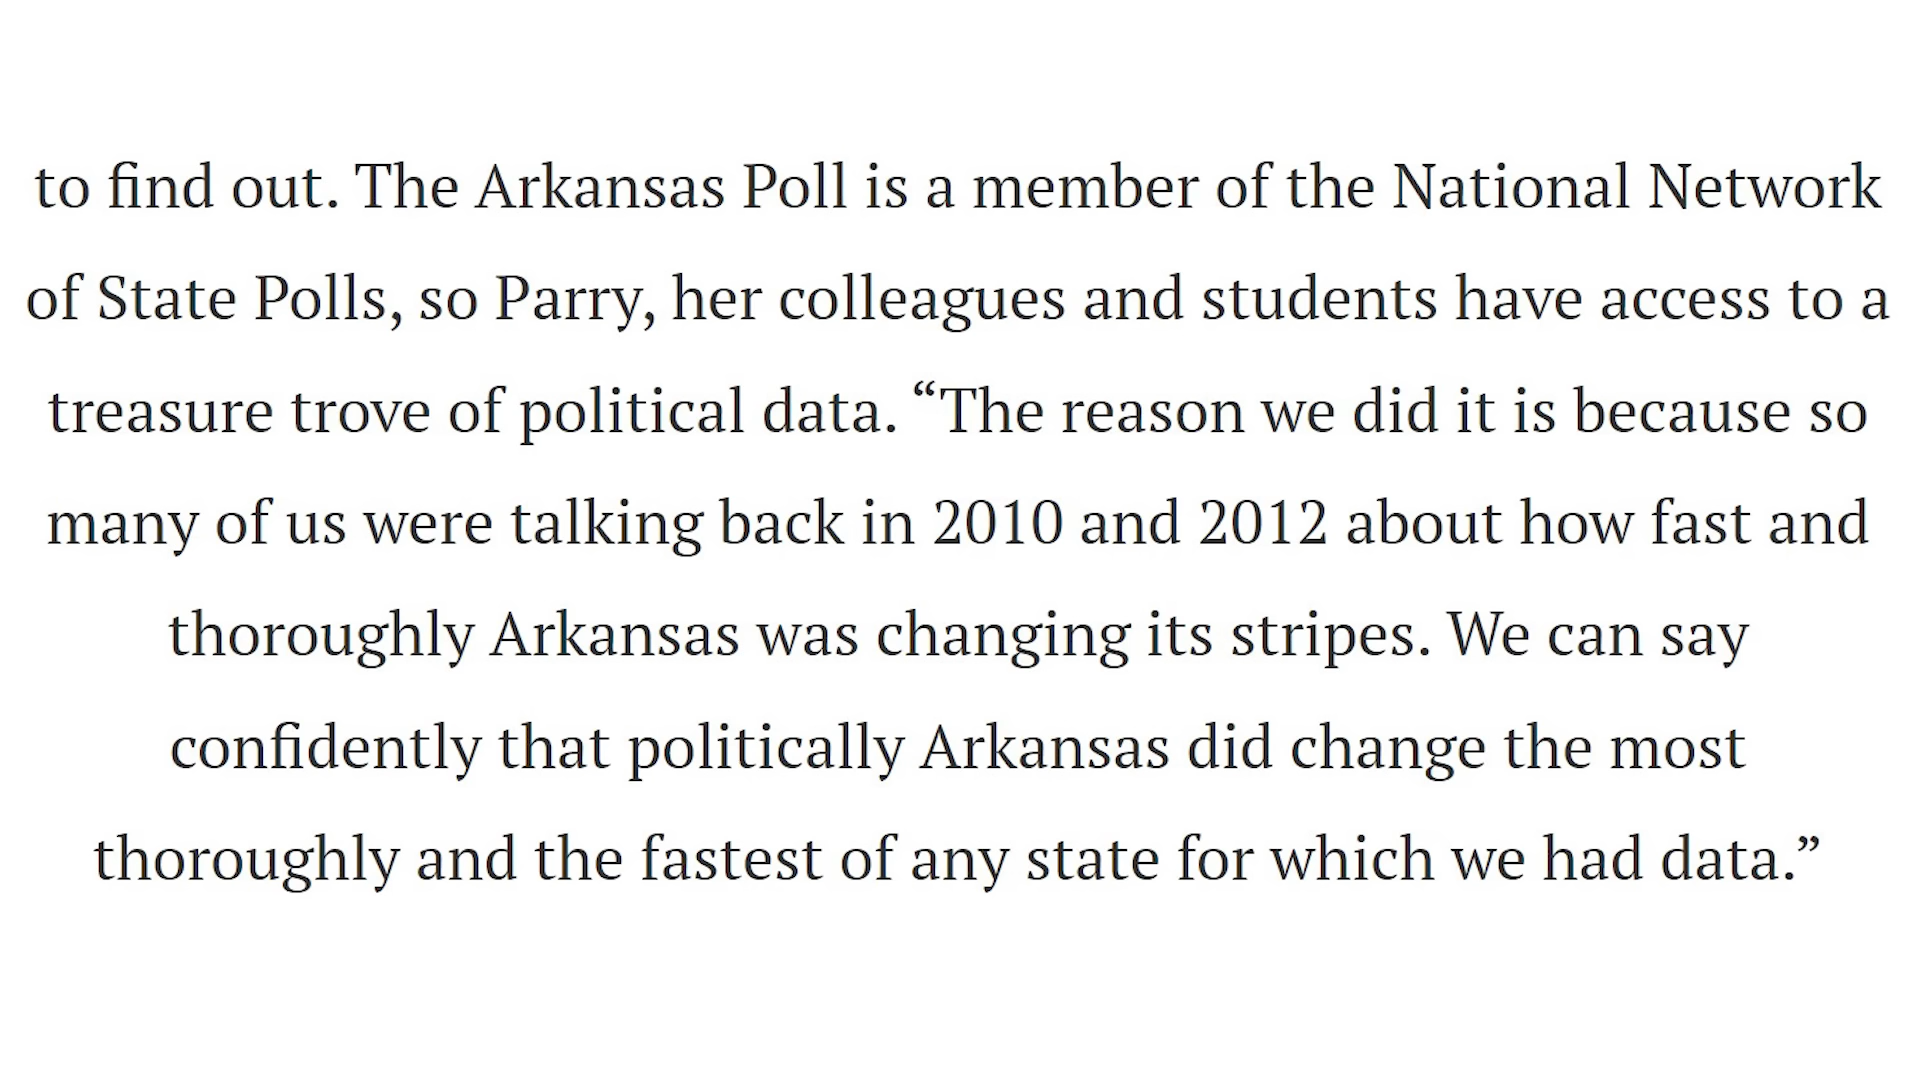 to find out. The Arkansas Poll is a member of the National Network
of State Polls, so Parry, her colleagues and students have access to a
treasure trove of political data. “The reason we did it is because so
many of us were talking back in 2010 and 2012 about how fast and
thoroughly Arkansas was changing its stripes. We can say
confidently that politically Arkansas did change the most
thoroughly and the fastest of any state for which we had data.”